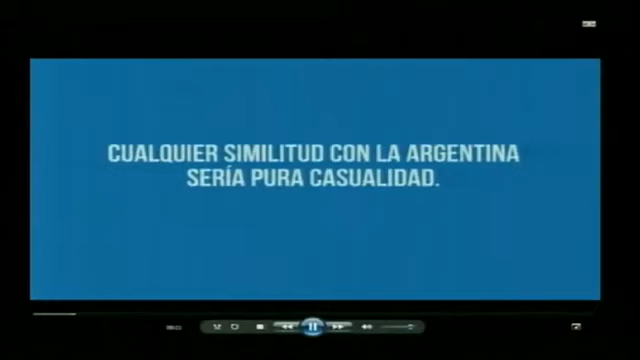 CUALQUIER SIMILITUD CON LA ARGENTINA
SERÍA PURA CASUALIDAD.